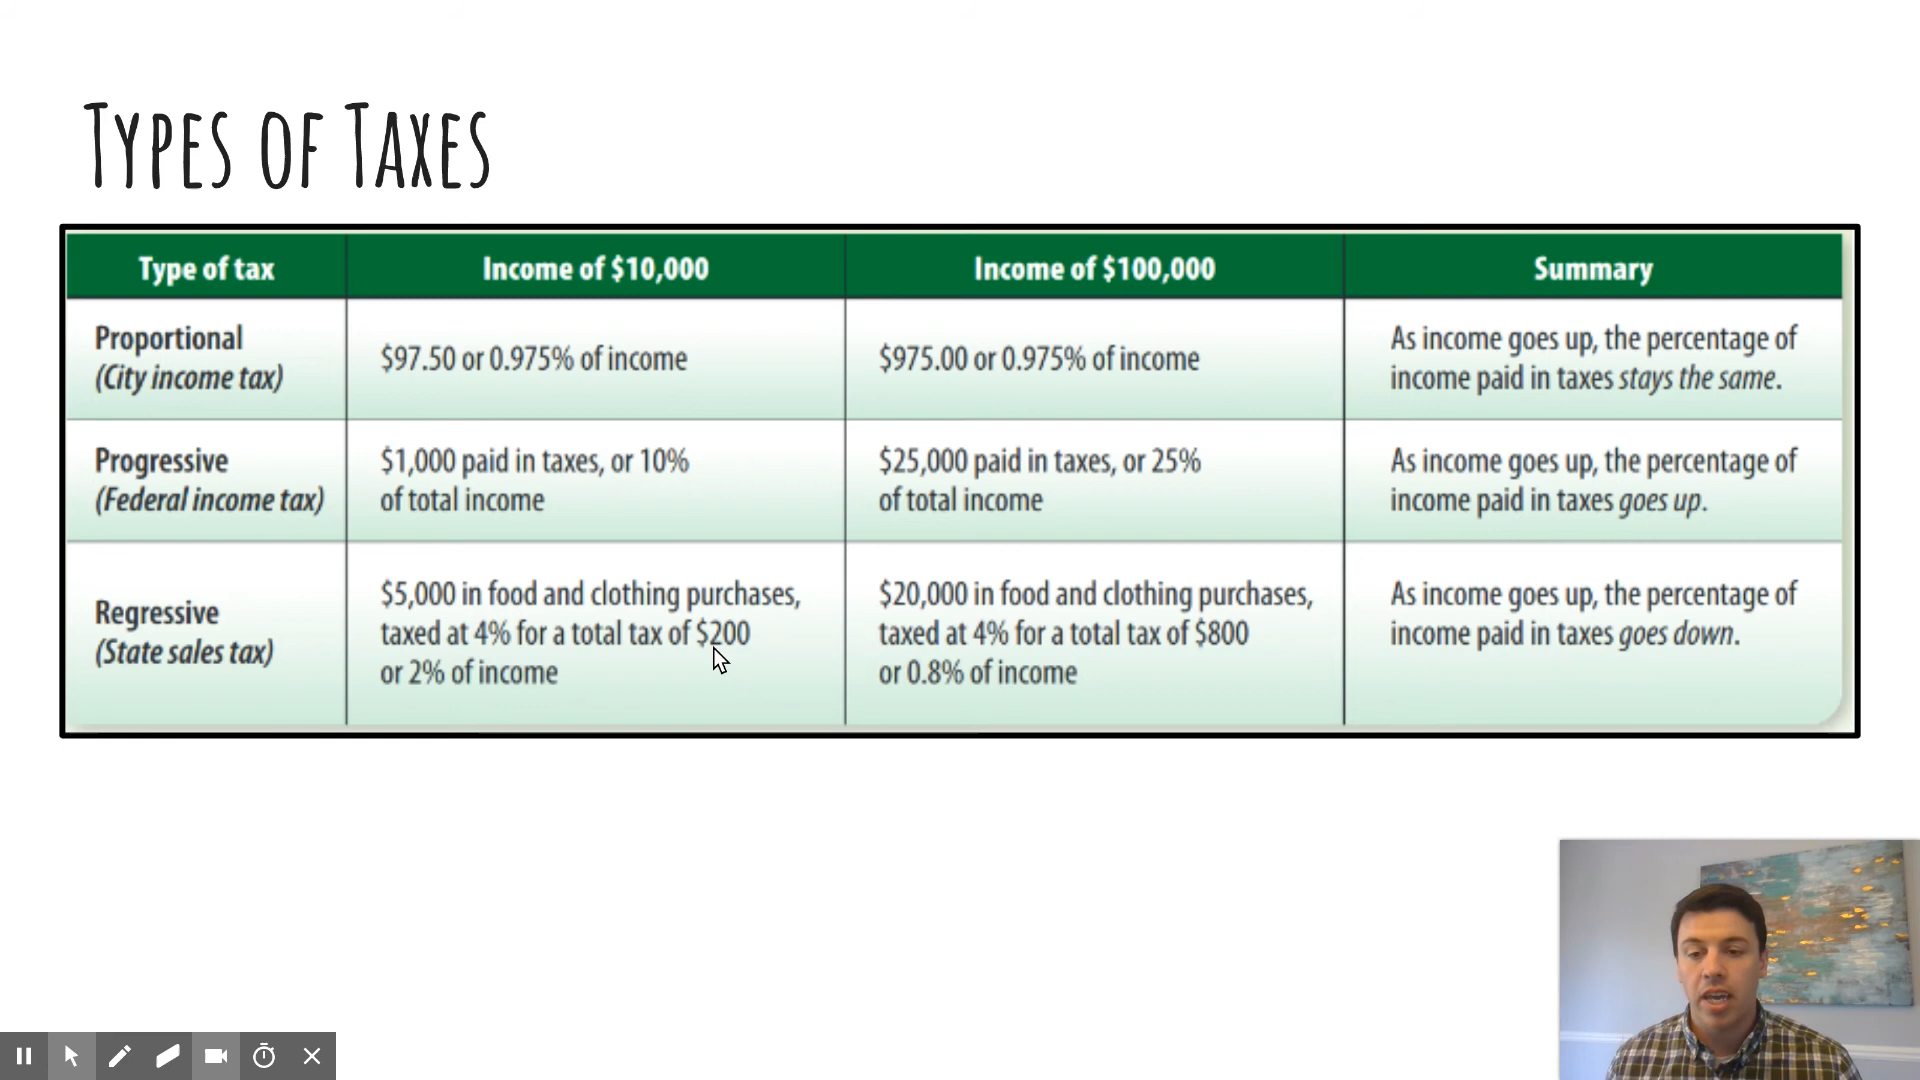 Types of Taxes
Type of tax
Income of $10,000
Income of $100,000
Summary
Proportional
(City income tax)
$97.50 or 0.975% of income
$975.00 or 0.975% of income
As income goes up, the percentage of
income paid in taxes stays the same.
Progressive
(Federal income tax)
$1,000 paid in taxes, or 10%
of total income
$25,000 paid in taxes, or 25%
of total income
As income goes up, the percentage of
income paid in taxes goes up.
Regressive
(State sales tax)
$5,000 in food and clothing purchases,
taxed at 4% for a total tax of $200
or 2% of income
$20,000 in food and clothing purchases,
taxed at 4% for a total tax of $800
or 0.8% of income
As income goes up, the percentage of
income paid in taxes goes down.